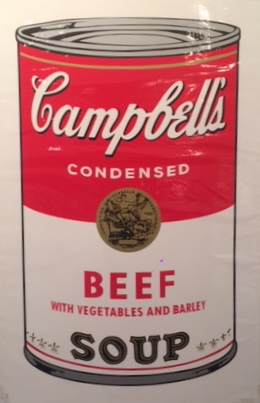 Campbell's
CONDENSED
BEEF
WITH VEGETABLES AND BARLEY
SOUP